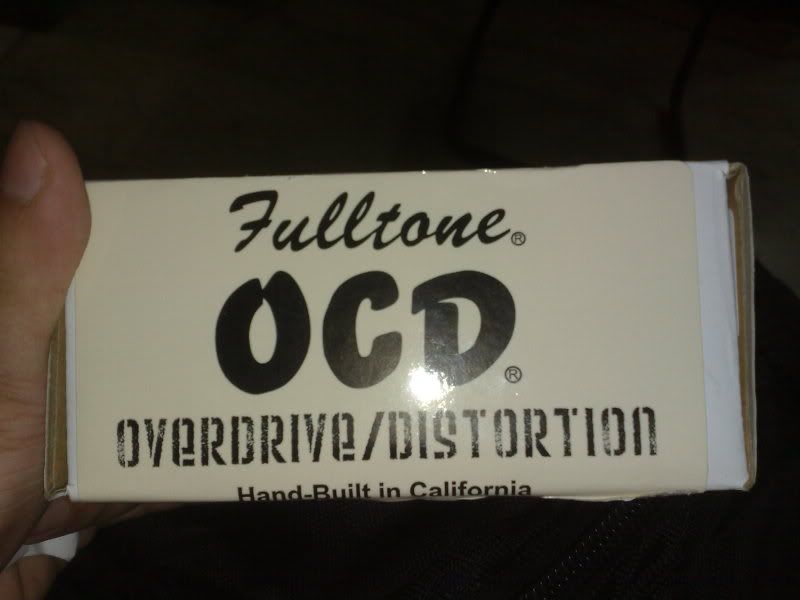 Fulltone®
OCD®
OVERDRIVE/DISTORTION
Hand-Built in California